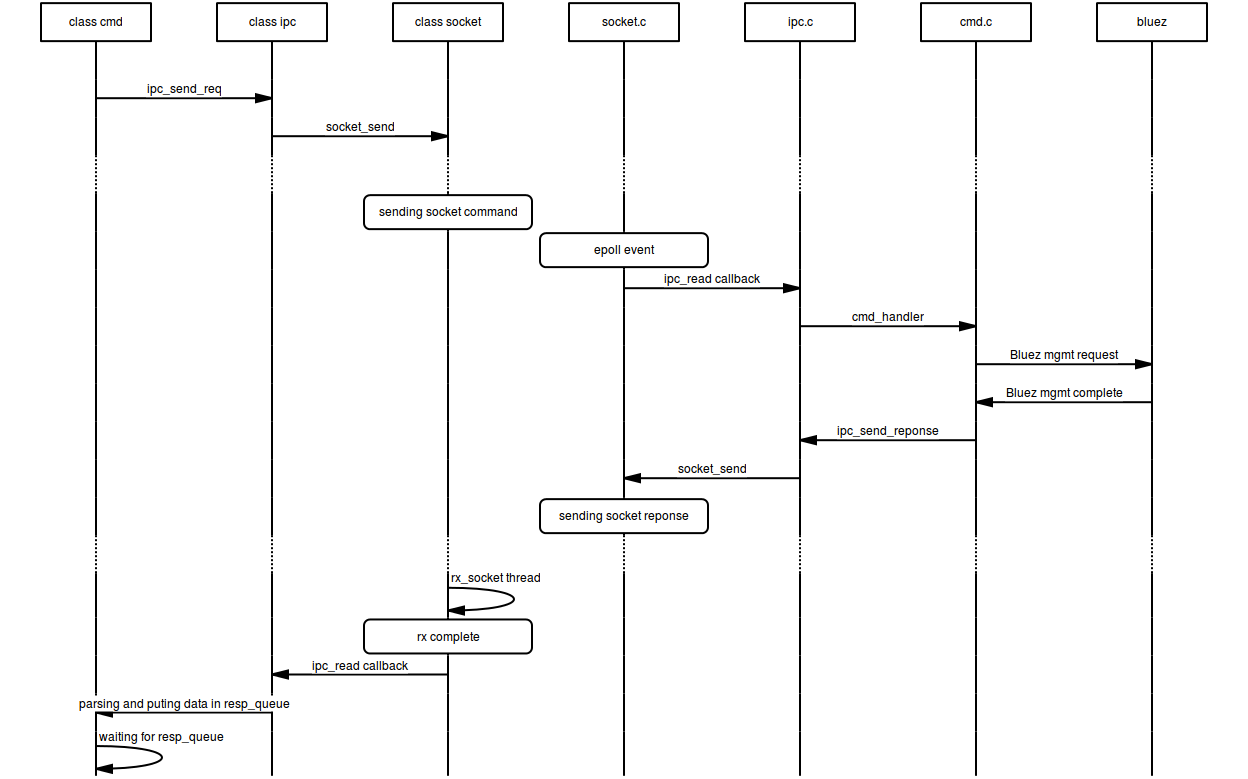 class cmd
class ipc
class socket
socket.c
ipc.c
cmd.c
bluez
ipc_send_req
socket_send
sending socket command
epoll event
ipc_read callback
cmd_handler
Bluez mgmt request
Bluez mgmt complete
ipc_send_reponse
socket_send
sending socket reponse
rx_socket thread
rx complete
ipc_read callback
parsing and puting data in resp_queue
waiting for resp_queue